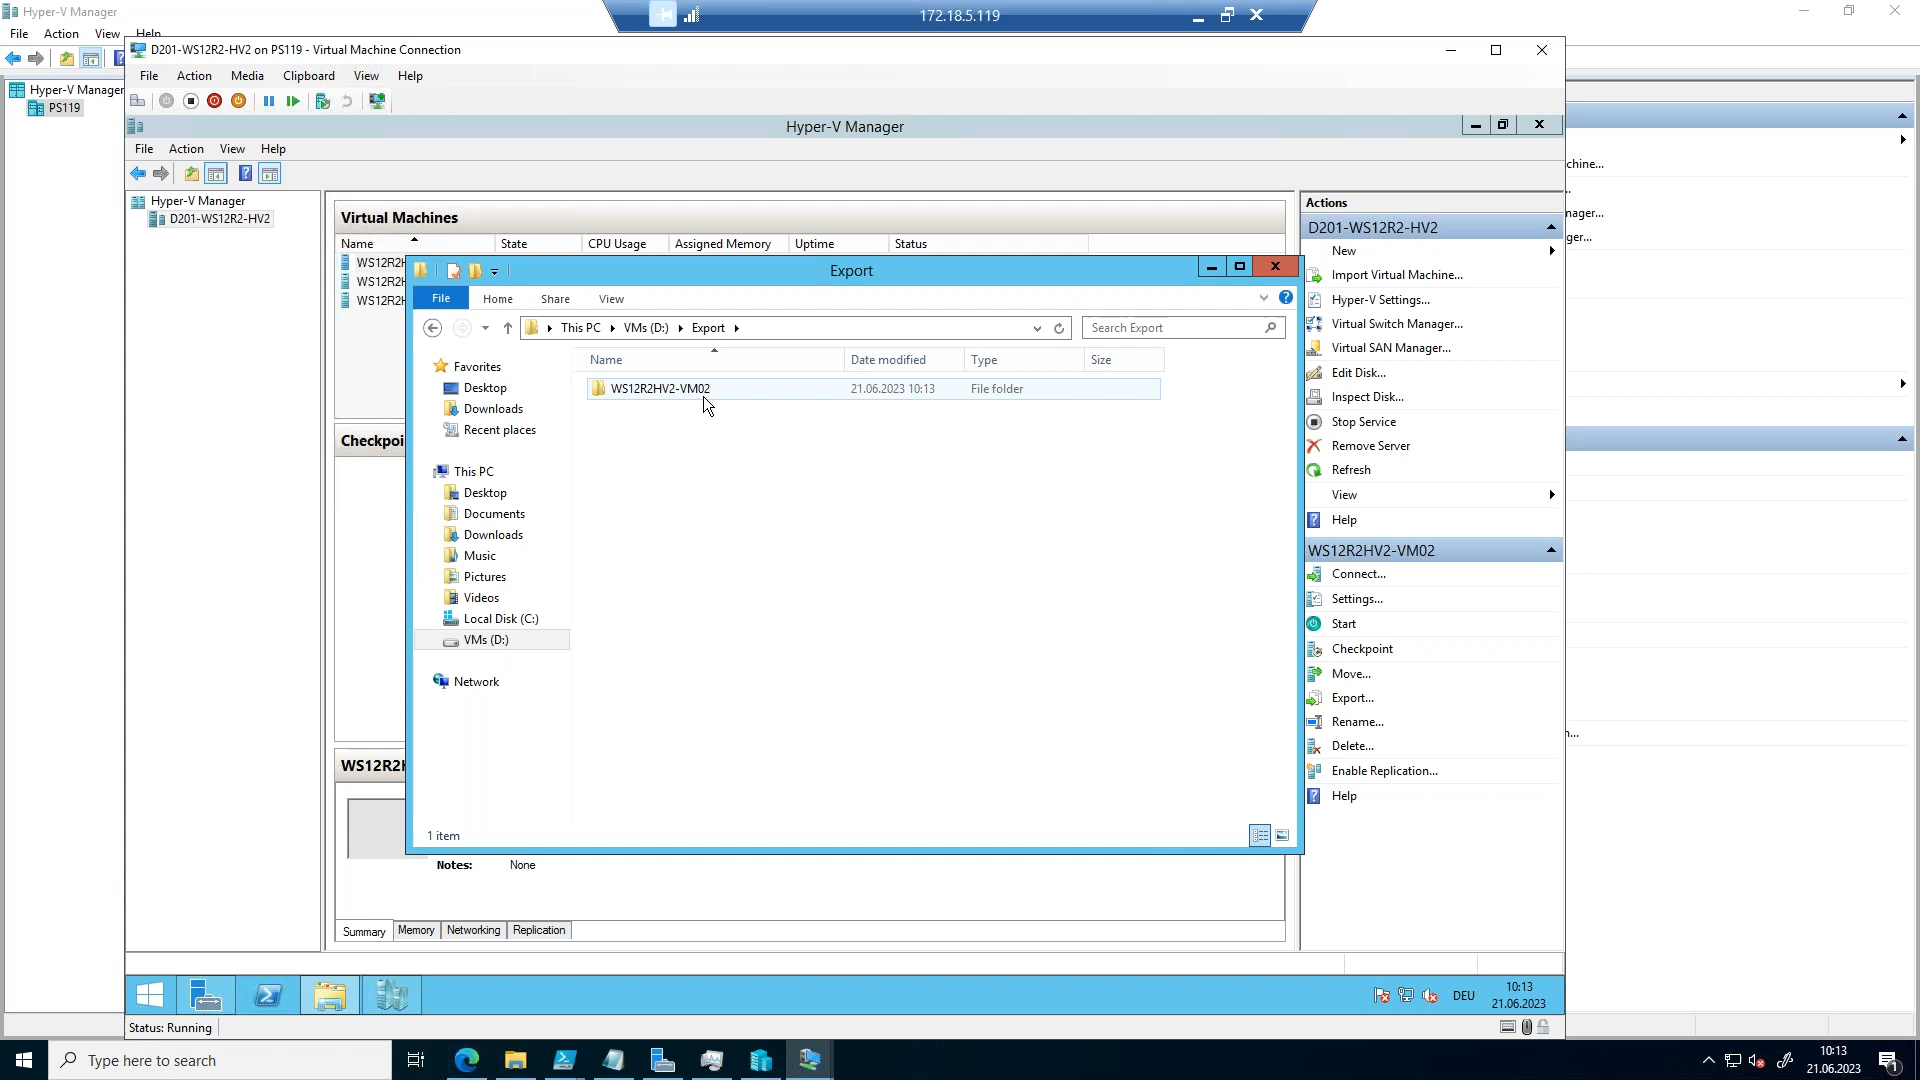 Hyper-V Manager
172.18.5.119
File Action View Help
D201-WS12R2-HV2 on PS119 - Virtual Machine Connection
File Action Media Clipboard View Help
Hyper-V Manager
PS119
Hyper-V Manager
File Action View Help
Hyper-V Manager
D201-WS12R2-HV2
Virtual Machines
Name State CPU Usage Assigned Memory Uptime Status
WS12R2H
WS12R2H
WS12R2H
Export
File Home Share View
This PC VMs (D:) Export
Search Export
Name Date modified Type Size
WS12R2HV2-VM02 21.06.2023 10:13 File folder
Favorites
Desktop
Downloads
Recent places
This PC
Desktop
Documents
Downloads
Music
Pictures
Videos
Local Disk (C:)
VMs (D:)
Network
1 item
Checkpoi
WS12R2H
Notes: None
Summary Memory Networking Replication
Actions
D201-WS12R2-HV2
New
Import Virtual Machine...
Hyper-V Settings...
Virtual Switch Manager...
Virtual SAN Manager...
Edit Disk...
Inspect Disk...
Stop Service
Remove Server
Refresh
View
Help
WS12R2HV2-VM02
Connect...
Settings...
Start
Checkpoint
Move...
Export...
Rename...
Delete...
Enable Replication...
Help
chine...
nager...
ger...
DEU
10:13
21.06.2023
Status: Running
Type here to search
10:13
21.06.2023
1